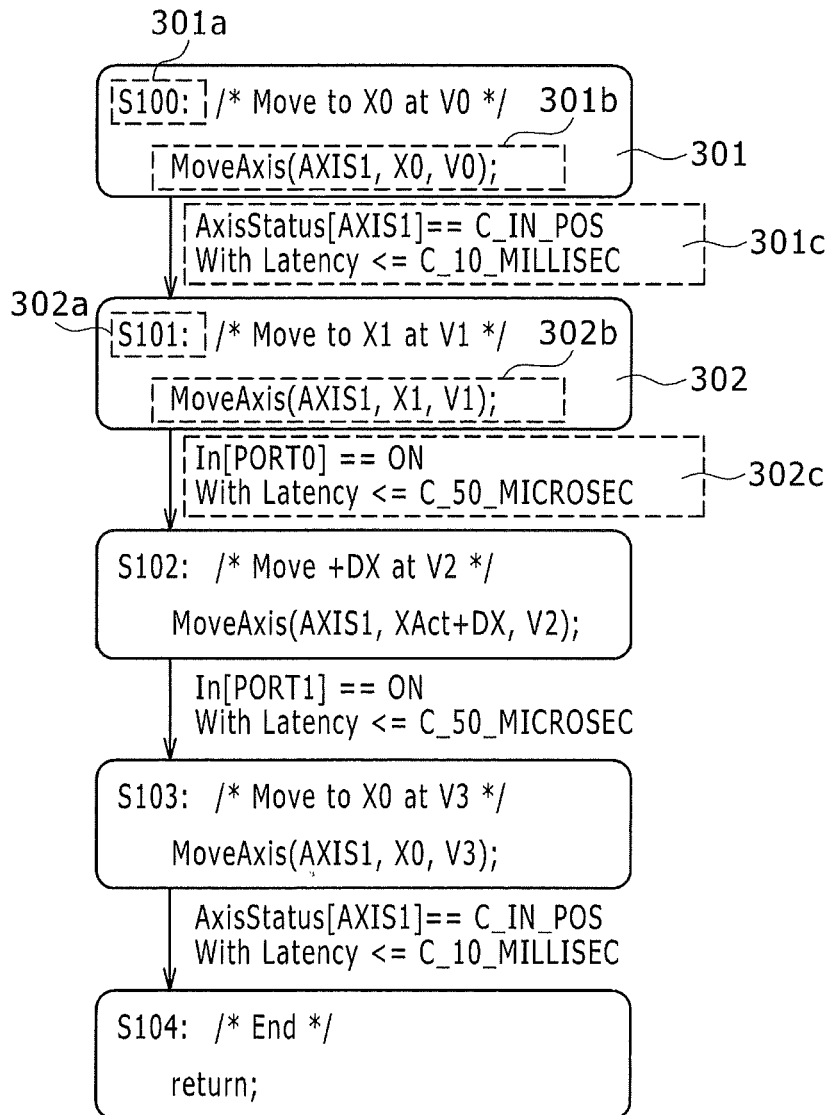 301a
S100: /* Move to X0 at V0 */
301b
MoveAxis(AXIS1, X0, V0);
301
AxisStatus[AXIS1]== C_IN_POS
With Latency <= C_10_MILLISEC
301c
302a
S101: /* Move to X1 at V1 */
302b
MoveAxis(AXIS1, X1, V1);
302
In[PORT0] == ON
With Latency <= C_50_MICROSEC
302c
S102: /* Move +DX at V2 */
MoveAxis(AXIS1, XAct+DX, V2);
In[PORT1] == ON
With Latency <= C_50_MICROSEC
S103: /* Move to X0 at V3 */
MoveAxis(AXIS1, X0, V3);
AxisStatus[AXIS1]== C_IN_POS
With Latency <= C_10_MILLISEC
S104: /* End */
return;